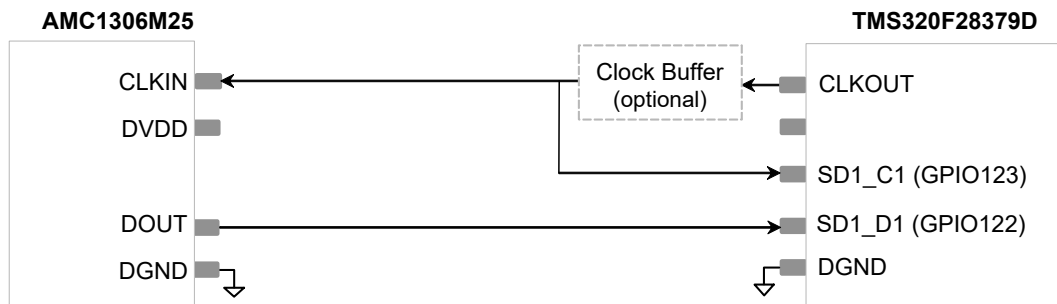 AMC1306M25
TMS320F28379D
CLKIN
DVDD
DOUT
DGND
Clock Buffer
(optional)
CLKOUT
SD1_C1 (GPIO123)
SD1_D1 (GPIO122)
DGND